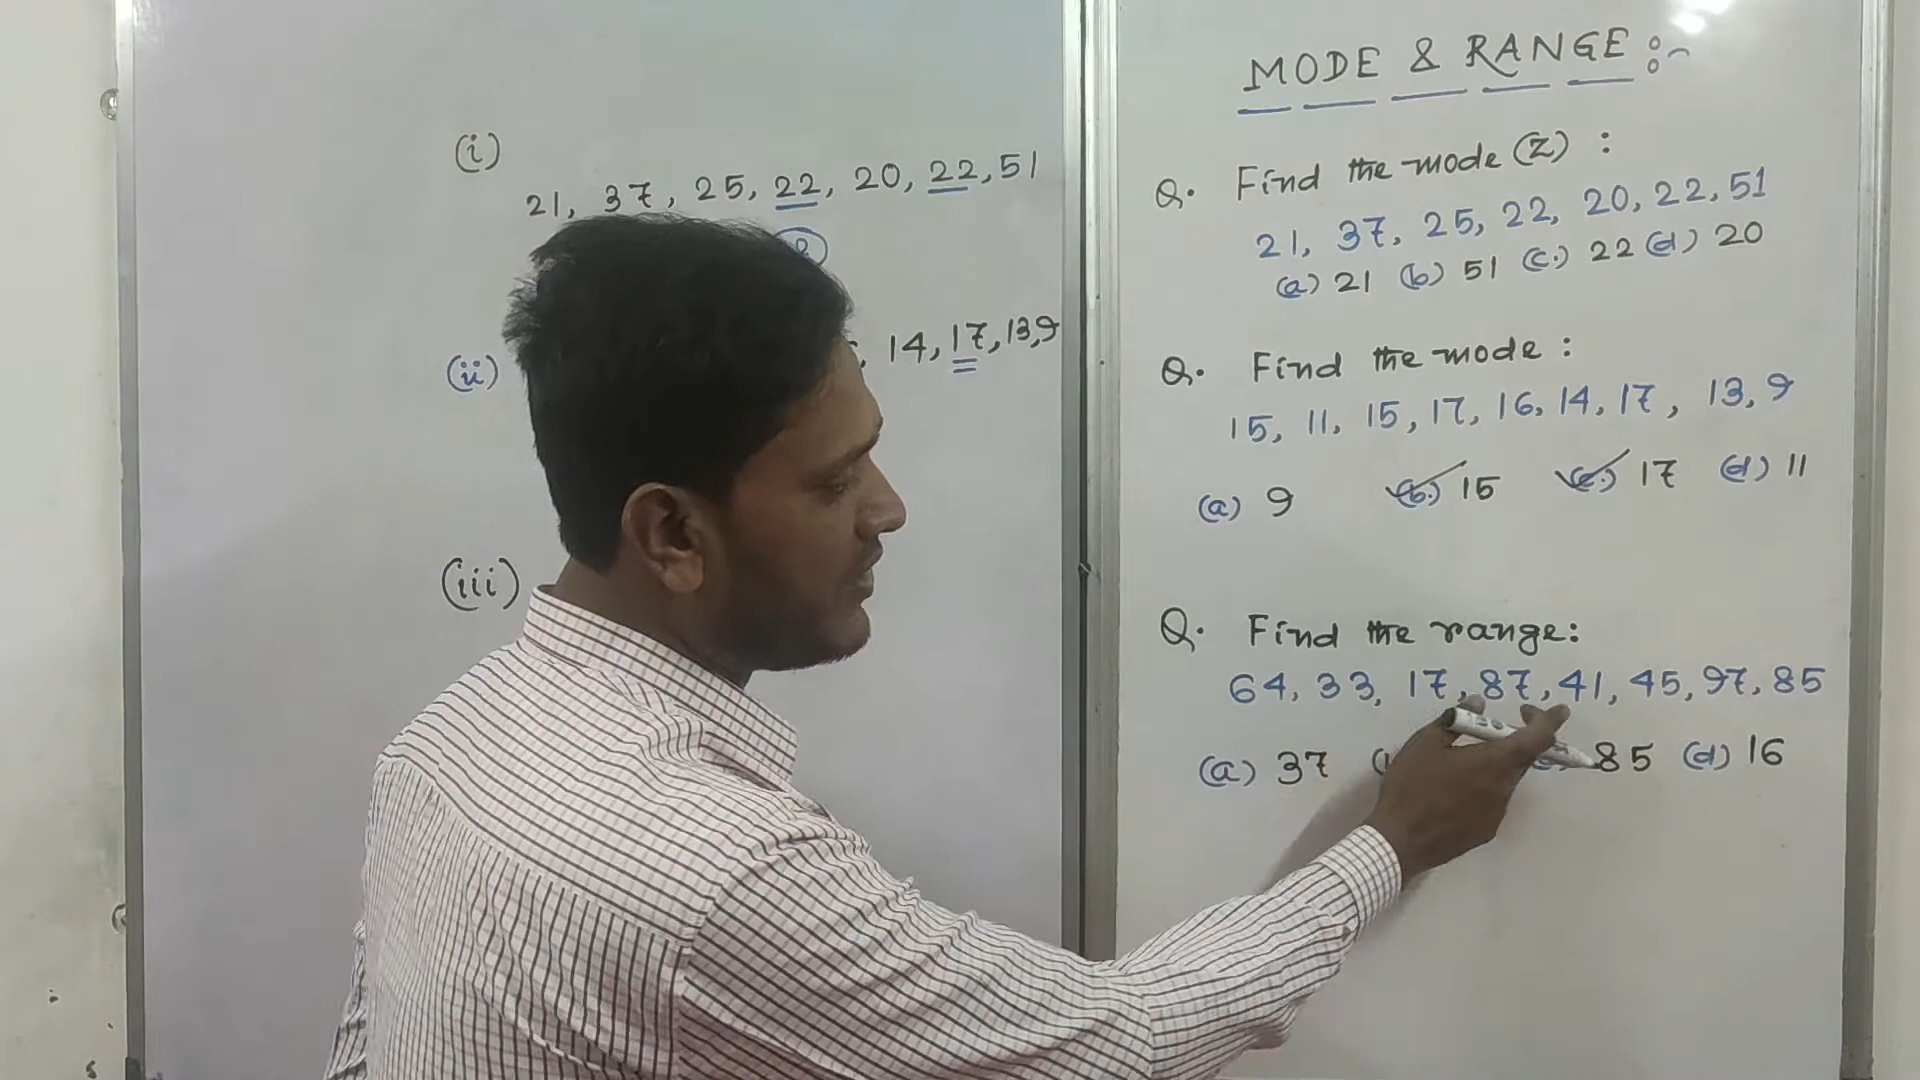 (i)
21, 37, 25, 22, 20, 22, 51
(ii)
14, 17, 13, 9
(iii)
MODE & RANGE :~
Q. Find the mode (Z) :
21, 37, 25, 22, 20, 22, 51
(a) 21 (b) 51 (c.) 22 (d) 20
Q. Find the mode :
15, 11, 15, 17, 16, 14, 17, 13, 9
(a) 9 (b.) 15 (c.) 17 (d) 11
Q. Find the range:
64, 33, 17, 87, 41, 45, 97, 85
(a) 37 85 (d) 16